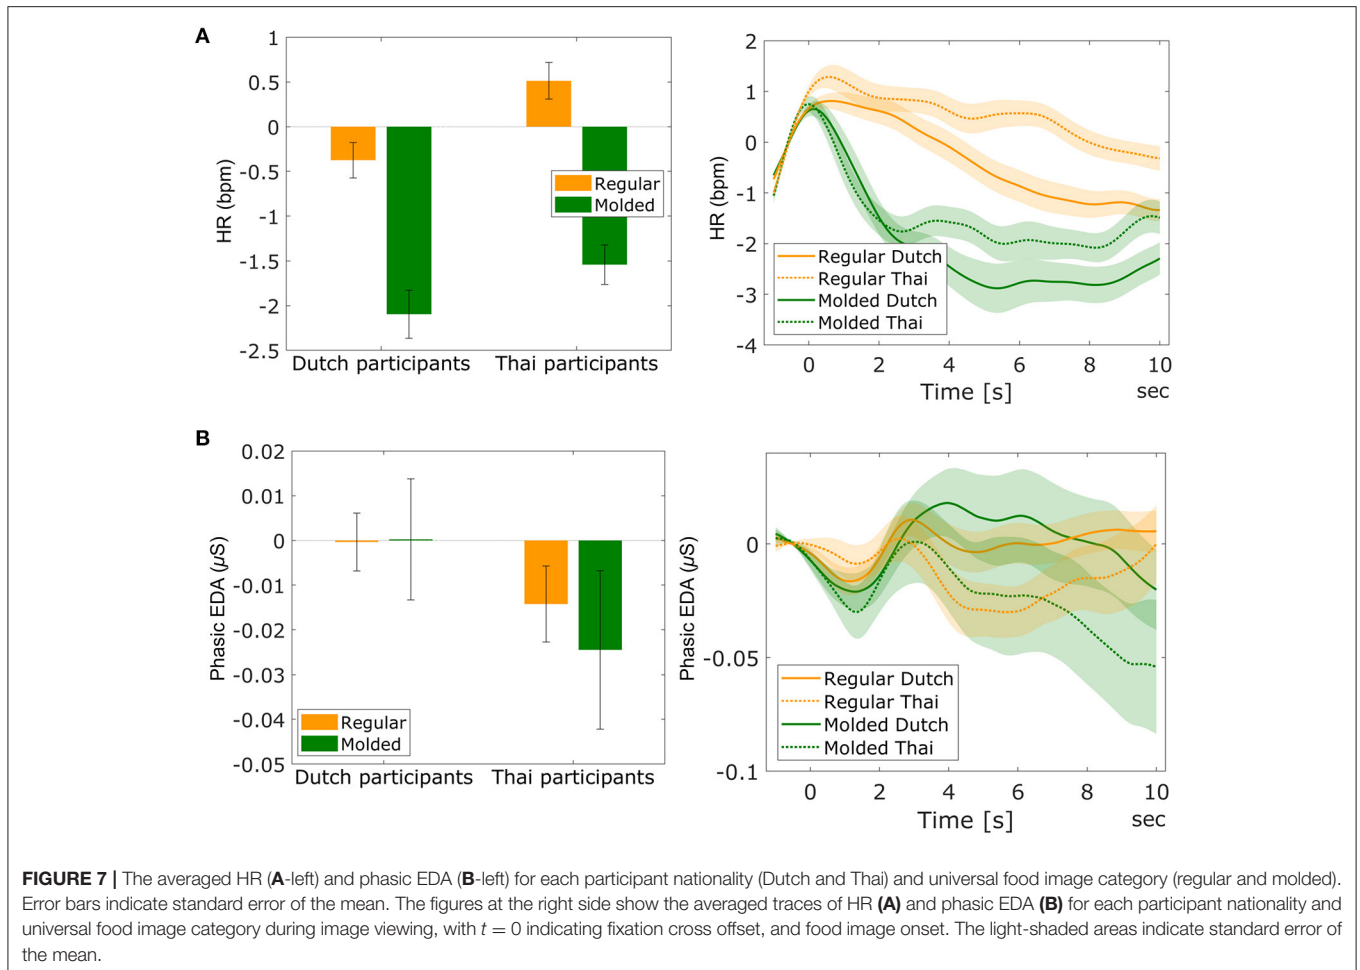 A
1
0.5
0
-0.5
-1
-1.5
-2
-2.5
HR (bpm)
Regular
Molded
Dutch participants
Thai participants
2
1
0
-1
-2
-3
-4
HR (bpm)
Regular Dutch
Regular Thai
Molded Dutch
Molded Thai
0 2 4 6 8 10
Time [s]
sec
B
0.02
0.01
0
-0.01
-0.02
-0.03
-0.04
-0.05
Phasic EDA (µS)
Regular
Molded
Dutch participants
Thai participants
0
-0.05
-0.1
Phasic EDA (µS)
Regular Dutch
Regular Thai
Molded Dutch
Molded Thai
0 2 4 6 8 10
Time [s]
sec
FIGURE 7 | The averaged HR (A-left) and phasic EDA (B-left) for each participant nationality (Dutch and Thai) and universal food image category (regular and molded).
Error bars indicate standard error of the mean. The figures at the right side show the averaged traces of HR (A) and phasic EDA (B) for each participant nationality and
universal food image category during image viewing, with t = 0 indicating fixation cross offset, and food image onset. The light-shaded areas indicate standard error of
the mean.